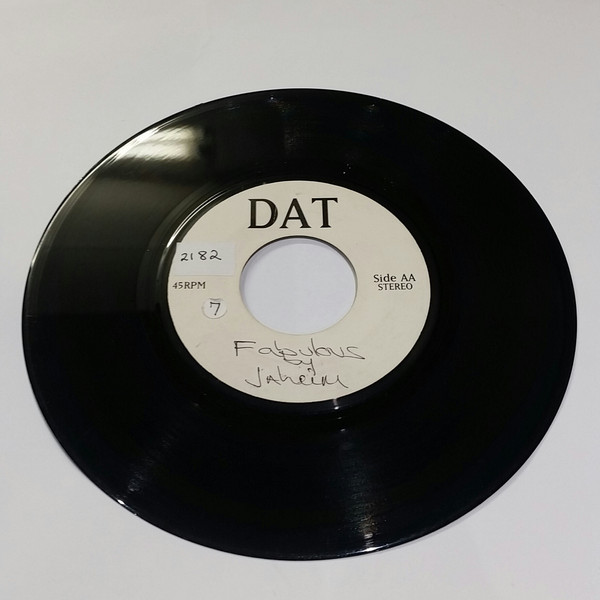 DAT
2182
45RPM
7
Side AA
STEREO
Fabulous
by
Jaheim